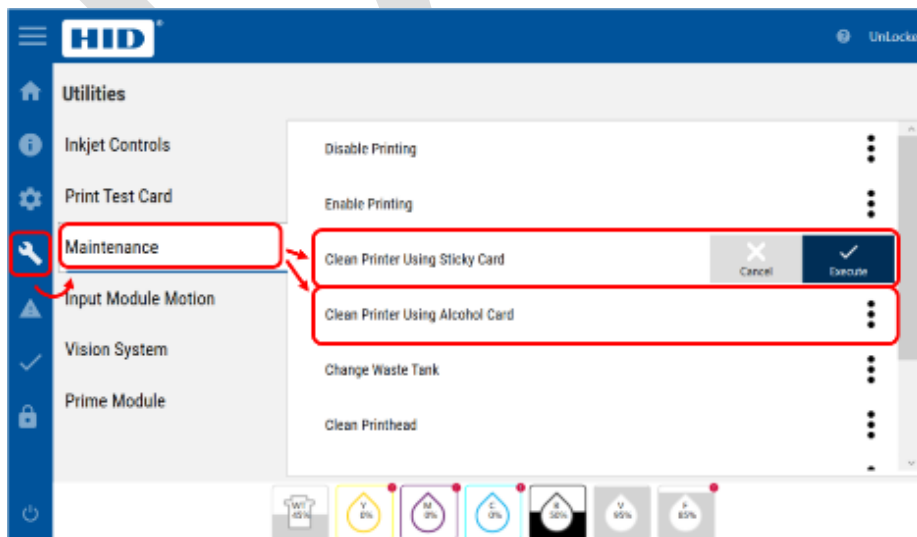 HID
UnLocke
Utilities
Inkjet Controls
Print Test Card
Maintenance
Input Module Motion
Vision System
Prime Module
Disable Printing
Enable Printing
Clean Printer Using Sticky Card
Cancel
Execute
Clean Printer Using Alcohol Card
Change Waste Tank
Clean Printhead
WT
45%
Y
0%
M
0%
C
0%
50%
V
95%
85%